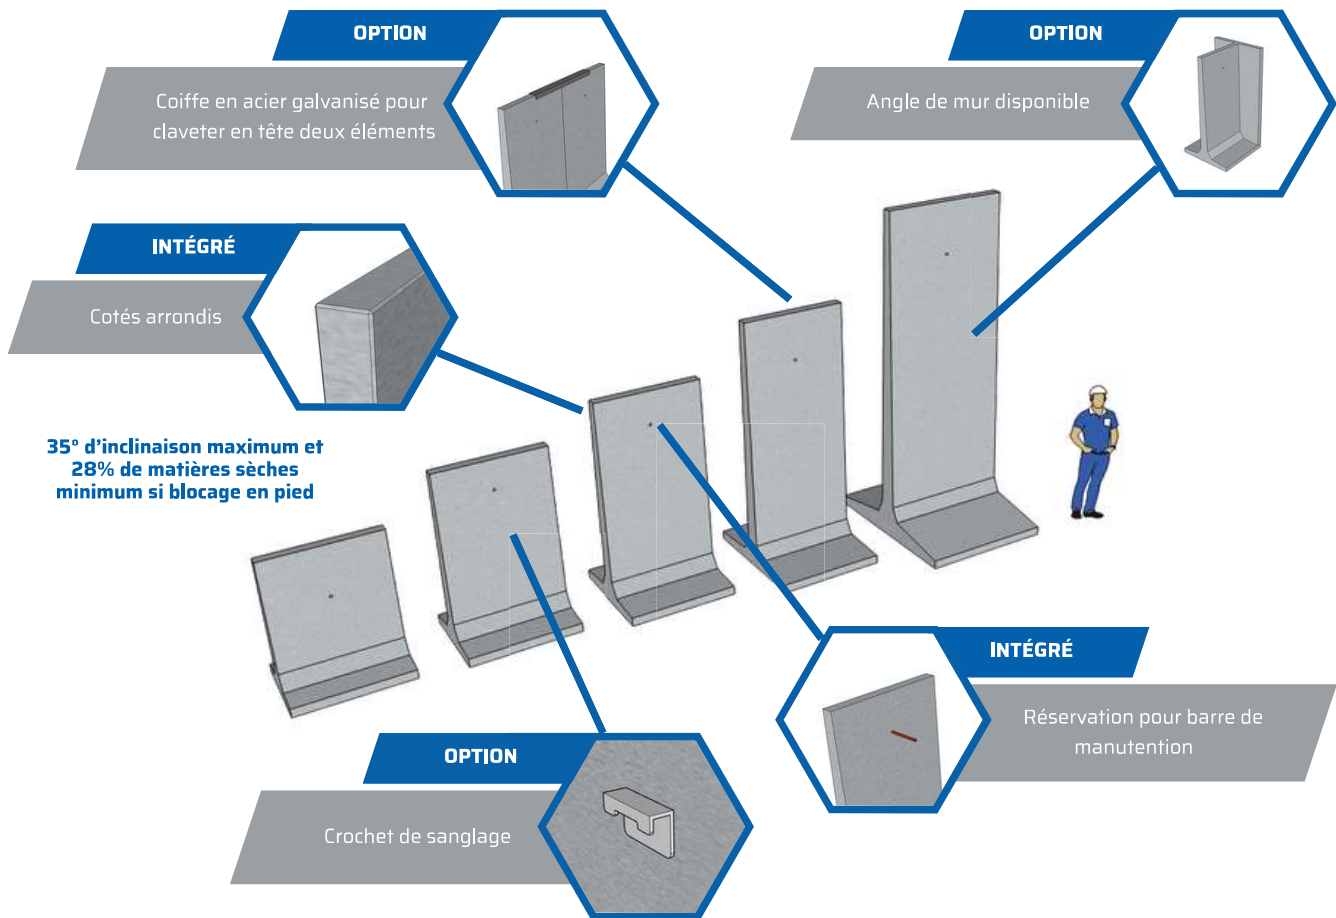 OPTION
Coiffe en acier galvanisé pour
claveter en tête deux éléments
OPTION
Angle de mur disponible
INTÉGRÉ
Cotés arrondis
35° d'inclinaison maximum et
28% de matières sèches
minimum si blocage en pied
INTÉGRÉ
Réservation pour barre de
manutention
OPTION
Crochet de sanglage